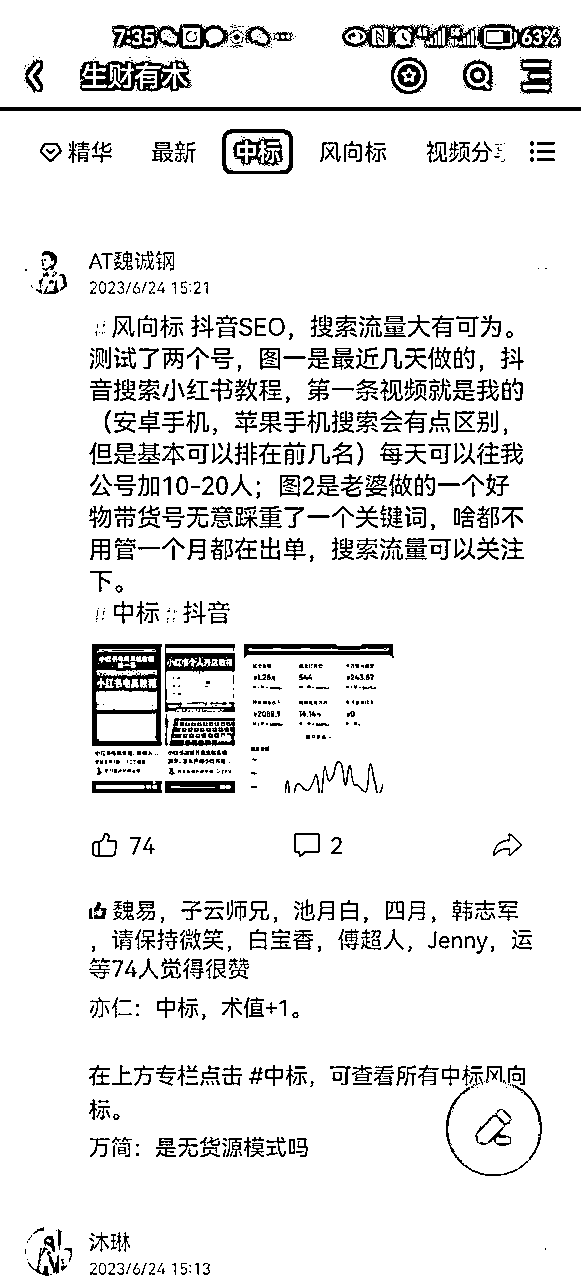 7:35
63%
生财有术
精华 最新 中标 风向标 视频分享
AT魏诚钢
2023/6/24 15:21
#风向标 抖音SEO，搜索流量大有可为。
测试了两个号，图一是最近几天做的，抖
音搜索小红书教程，第一条视频就是我的
（安卓手机，苹果手机搜索会有点区别，
但是基本可以排在前几名）每天可以往我
公号加10-20人；图2是老婆做的一个好
物带货号无意踩重了一个关键词，啥都不
用管一个月都在出单，搜索流量可以关注
下。
#中标 #抖音
544
74
2
魏易，子云师兄，池月白，四月，韩志军
，请保持微笑，白宝香，傅超人，Jenny，运
等74人觉得很赞
亦仁：中标，术值+1。
在上方专栏点击 #中标，可查看所有中标风向
标。
万简：是无货源模式吗
沐琳
2023/6/24 15:13